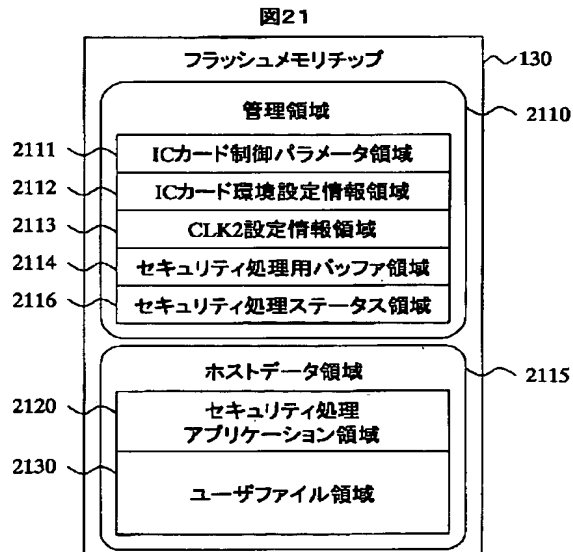 図21
フラッシュメモリチップ
130
管理領域
2110
2111
ICカード制御パラメータ領域
2112
ICカード環境設定情報領域
2113
CLK2設定情報領域
2114
セキュリティ処理用バッファ領域
2116
セキュリティ処理ステータス領域
ホストデータ領域
2115
2120
セキュリティ処理
アプリケーション領域
2130
ユーザファイル領域